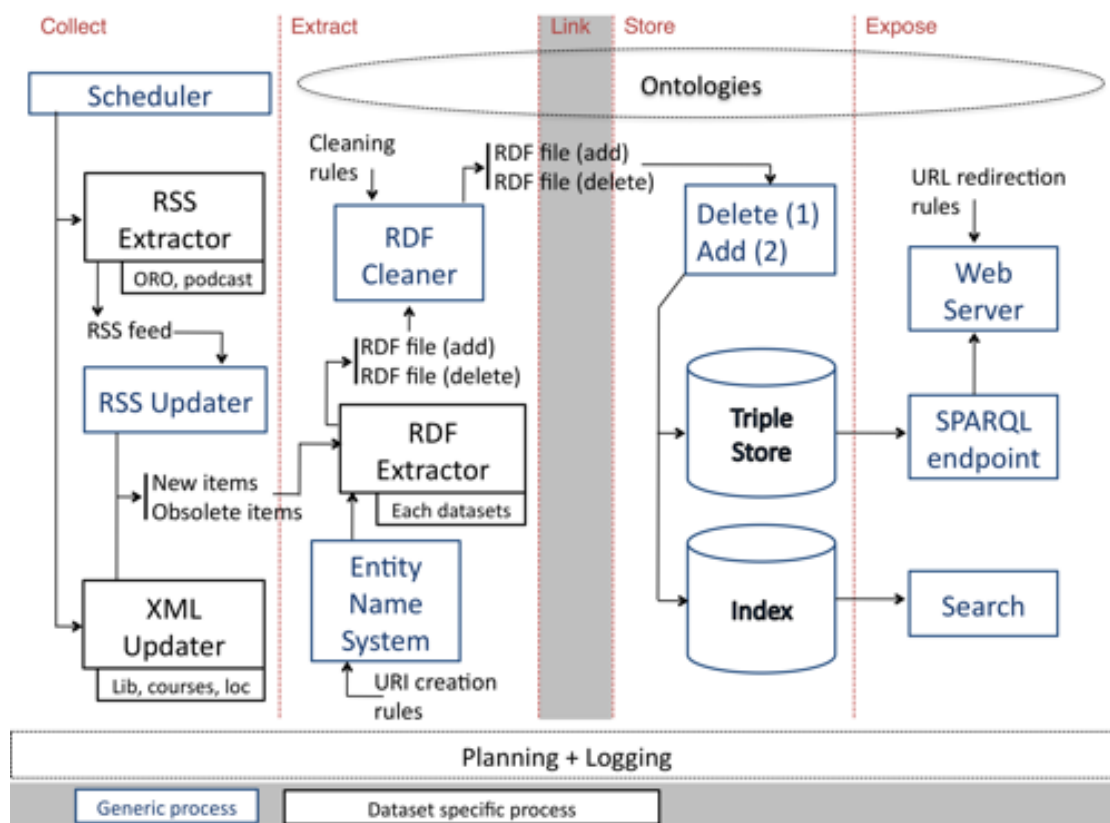 Collect
Extract
Link
Store
Expose
Ontologies
Scheduler
RSS
Extractor
ORO, podcast
RSS feed
RSS Updater
New items
Obsolete items
XML
Updater
Lib, courses, loc
Cleaning
rules
RDF
Cleaner
RDF file (add)
RDF file (delete)
RDF file (add)
RDF file (delete)
RDF
Extractor
Each datasets
Entity
Name
System
URI creation
rules
Delete (1)
Add (2)
Triple
Store
Index
URL redirection
rules
Web
Server
SPARQL
endpoint
Search
Planning + Logging
Generic process
Dataset specific process